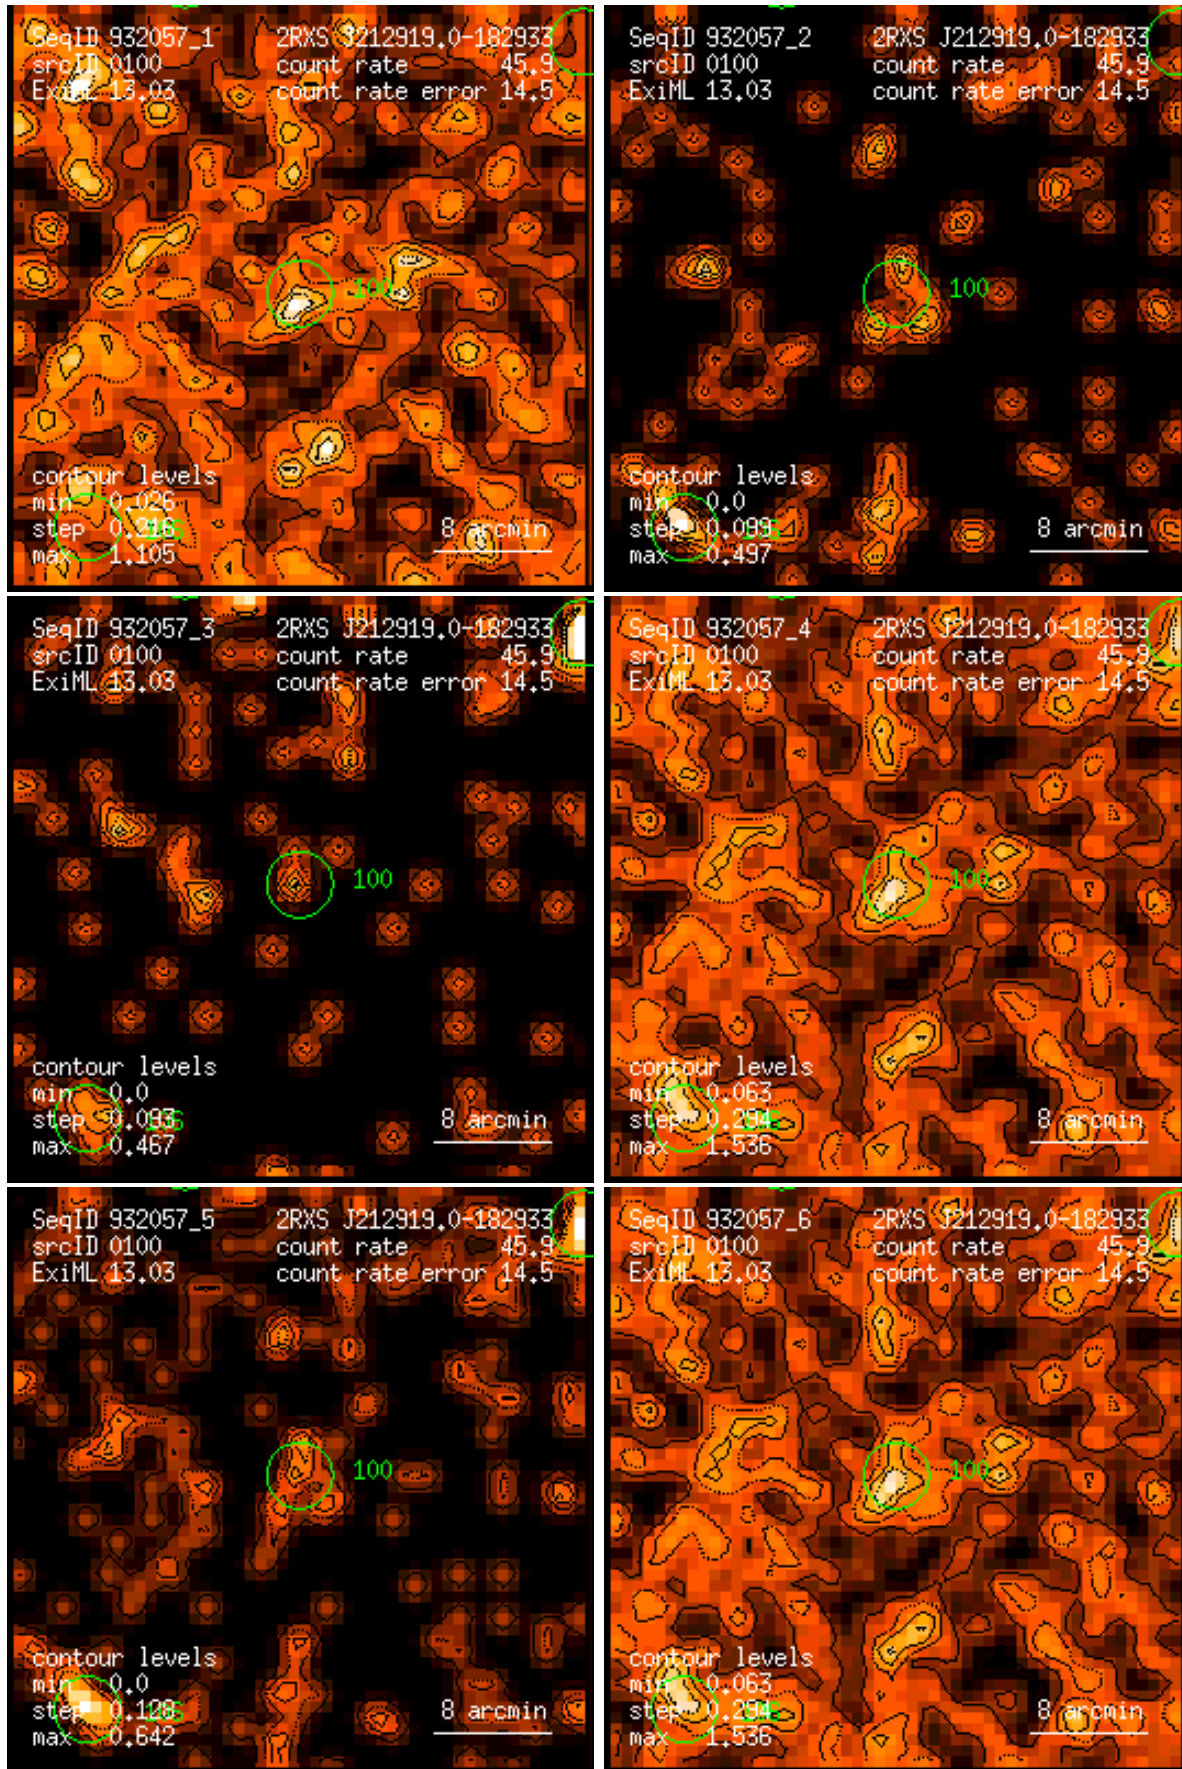 SeqID 932057_1 2RXS J212919.0-182933
srcID 0100 count rate 45.9
ExiML 13.03 count rate error 14.5
100
contour levels
min 0.026
step 0.216
max 1.105
8 arcmin
SeqID 932057_2 2RXS J212919.0-182933
srcID 0100 count rate 45.9
ExiML 13.03 count rate error 14.5
100
contour levels
min 0.0
step 0.099
max 0.497
8 arcmin
SeqID 932057_3 2RXS J212919.0-182933
srcID 0100 count rate 45.9
ExiML 13.03 count rate error 14.5
100
contour levels
min 0.0
step 0.093
max 0.467
8 arcmin
SeqID 932057_4 2RXS J212919.0-182933
srcID 0100 count rate 45.9
ExiML 13.03 count rate error 14.5
100
contour levels
min 0.063
step 0.294
max 1.536
8 arcmin
SeqID 932057_5 2RXS J212919.0-182933
srcID 0100 count rate 45.9
ExiML 13.03 count rate error 14.5
100
contour levels
min 0.0
step 0.128
max 0.642
8 arcmin
SeqID 932057_6 2RXS J212919.0-182933
srcID 0100 count rate 45.9
ExiML 13.03 count rate error 14.5
100
contour levels
min 0.063
step 0.294
max 1.536
8 arcmin